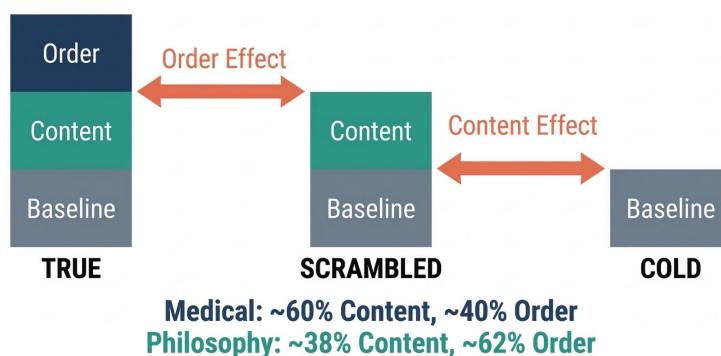 Order
Order Effect
Content
Content
Content Effect
Baseline
Baseline
Baseline
TRUE
SCRAMBLED
COLD
Medical: ~60% Content, ~40% Order
Philosophy: ~38% Content, ~62% Order